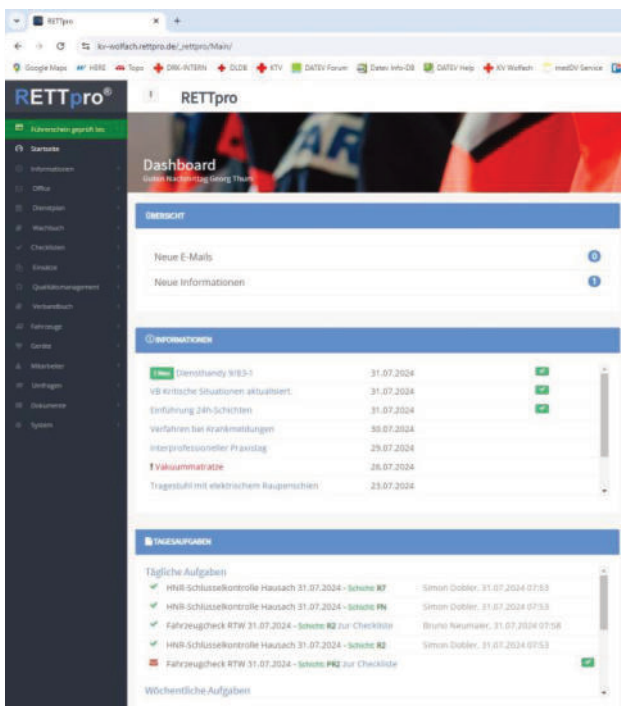 RETTpro
kv-wolfach.rettpro.de/_rettpro/Main/
Google Maps HERE Topo DRK-INTERN DLDB KTV DATEV Forum Datev Info-DB DATEV Help KV Wolfach medDV Service
RETTpro®
! RETTpro
Führerschein geprüft bis:
Startseite
Informationen
Office
Dienstplan
Wachbuch
Checklisten
Einsätze
Qualitätsmanagement
Verbandbuch
Fahrzeuge
Geräte
Mitarbeiter
Umfragen
Dokumente
System
Dashboard
Guten Nachmittag Georg Thum
ÜBERSICHT
Neue E-Mails 0
Neue Informationen 1
INFORMATIONEN
Diensthandy 9/83-1 31.07.2024
VB Kritische Situationen aktualisiert 31.07.2024
Einführung 24h-Schichten 31.07.2024
Verfahren bei Krankmeldungen 30.07.2024
Interprofessioneller Praxistag 29.07.2024
! Vakuummatratze 26.07.2024
Tragestuhl mit elektrischem Raupenschien 23.07.2024
TAGESAUFGABEN
Tägliche Aufgaben
HNR-Schlüsselkontrolle Hausach 31.07.2024 - Schicht: R7 Simon Dobler, 31.07.2024 07:53
HNR-Schlüsselkontrolle Hausach 31.07.2024 - Schicht: FN Simon Dobler, 31.07.2024 07:53
Fahrzeugcheck RTW 31.07.2024 - Schicht: R2 zur Checkliste Bruno Neumaier, 31.07.2024 07:58
HNR-Schlüsselkontrolle Hausach 31.07.2024 - Schicht: R2 Simon Dobler, 31.07.2024 07:53
Fahrzeugcheck RTW 31.07.2024 - Schicht: PR2 zur Checkliste
Wöchentliche Aufgaben